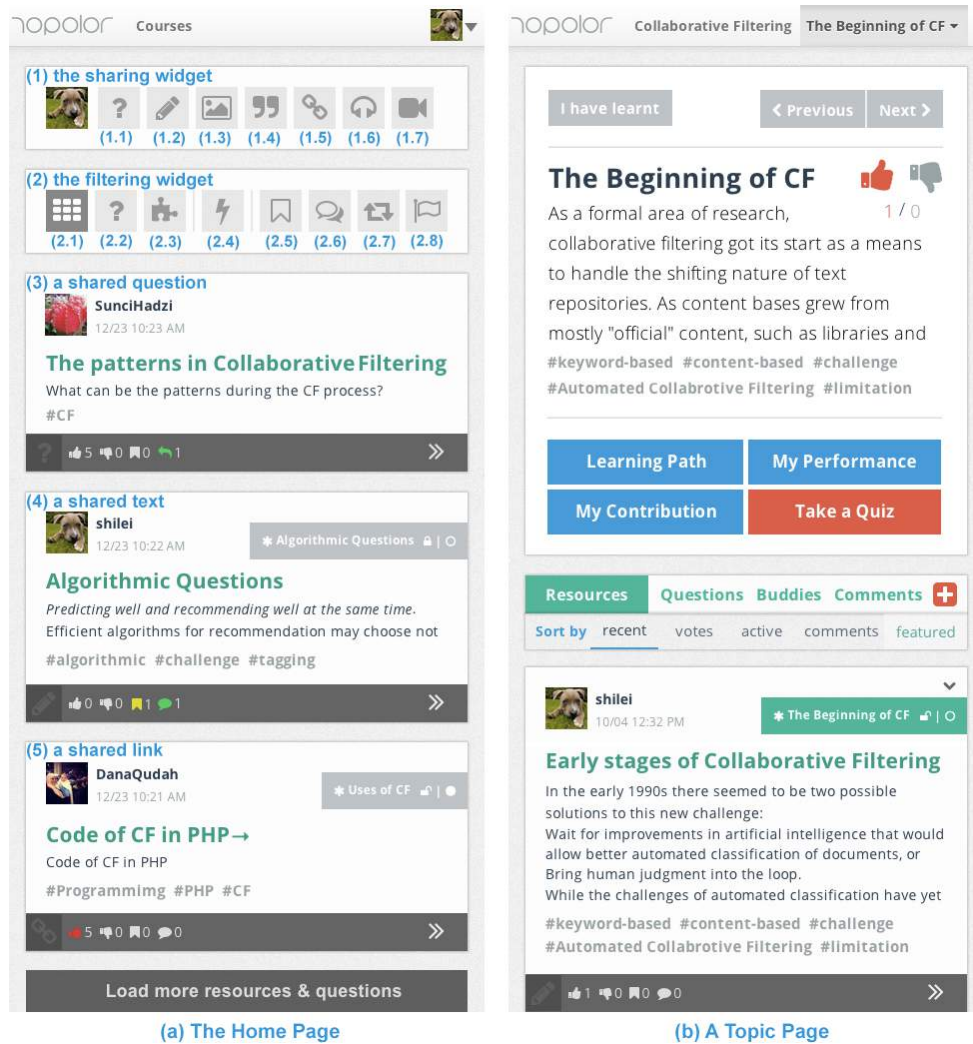 topolor Courses
(1) the sharing widget
?
(1.1) (1.2) (1.3) (1.4) (1.5) (1.6) (1.7)
(2) the filtering widget
?
(2.1) (2.2) (2.3) (2.4) (2.5) (2.6) (2.7) (2.8)
(3) a shared question
SunciHadzi
12/23 10:23 AM
The patterns in Collaborative Filtering
What can be the patterns during the CF process?
#CF
? 5 0 0 1
(4) a shared text
shilei
12/23 10:22 AM
Algorithmic Questions
Algorithmic Questions
Predicting well and recommending well at the same time.
Efficient algorithms for recommendation may choose not
#algorithmic #challenge #tagging
0 0 1 1
(5) a shared link
DanaQudah
12/23 10:21 AM
Uses of CF
Code of CF in PHP→
Code of CF in PHP
#Programmimg #PHP #CF
5 0 0 0
Load more resources & questions
(a) The Home Page
topolor Collaborative Filtering The Beginning of CF
I have learnt Previous Next
The Beginning of CF
1 / 0
As a formal area of research,
collaborative filtering got its start as a means
to handle the shifting nature of text
repositories. As content bases grew from
mostly "official" content, such as libraries and
#keyword-based #content-based #challenge
#Automated Collabrotive Filtering #limitation
Learning Path My Performance
My Contribution Take a Quiz
Resources Questions Buddies Comments
Sort by recent votes active comments featured
shilei
10/04 12:32 PM
The Beginning of CF
Early stages of Collaborative Filtering
In the early 1990s there seemed to be two possible
solutions to this new challenge:
Wait for improvements in artificial intelligence that would
allow better automated classification of documents, or
Bring human judgment into the loop.
While the challenges of automated classification have yet
#keyword-based #content-based #challenge
#Automated Collabrotive Filtering #limitation
1 0 0 0
(b) A Topic Page